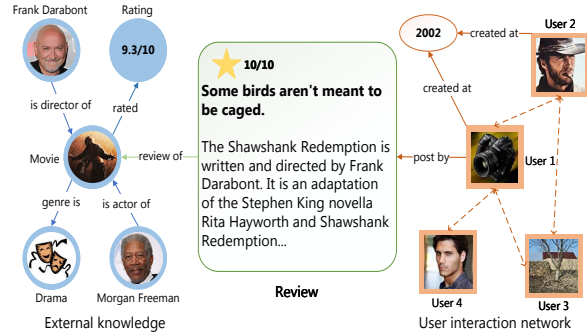 Frank Darabont
Rating
9.3/10
is director of
rated
Movie
genre is
is actor of
Drama
Morgan Freeman
External knowledge
review of
10/10
Some birds aren't meant to
be caged.
The Shawshank Redemption is
written and directed by Frank
Darabont. It is an adaptation
of the Stephen King novella
Rita Hayworth and Shawshank
Redemption...
Review
post by
2002
created at
User 2
created at
User 1
User 4
User 3
User interaction network